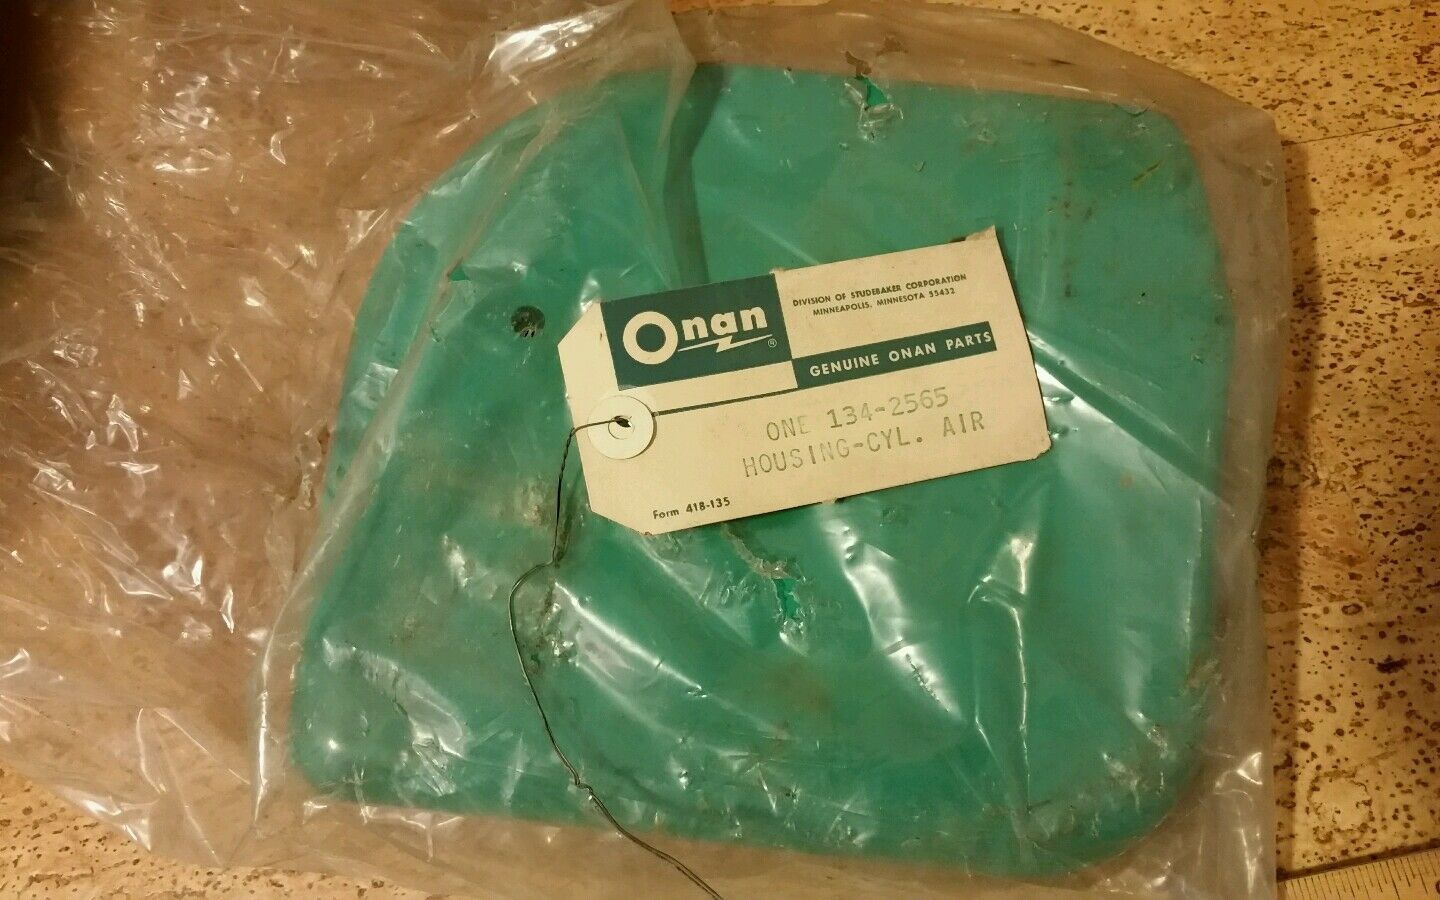 Onan ®
DIVISION OF STUDEBAKER CORPORATION
MINNEAPOLIS, MINNESOTA 55432
GENUINE ONAN PARTS
ONE 134-2565
HOUSING-CYL. AIR
Form 418-135